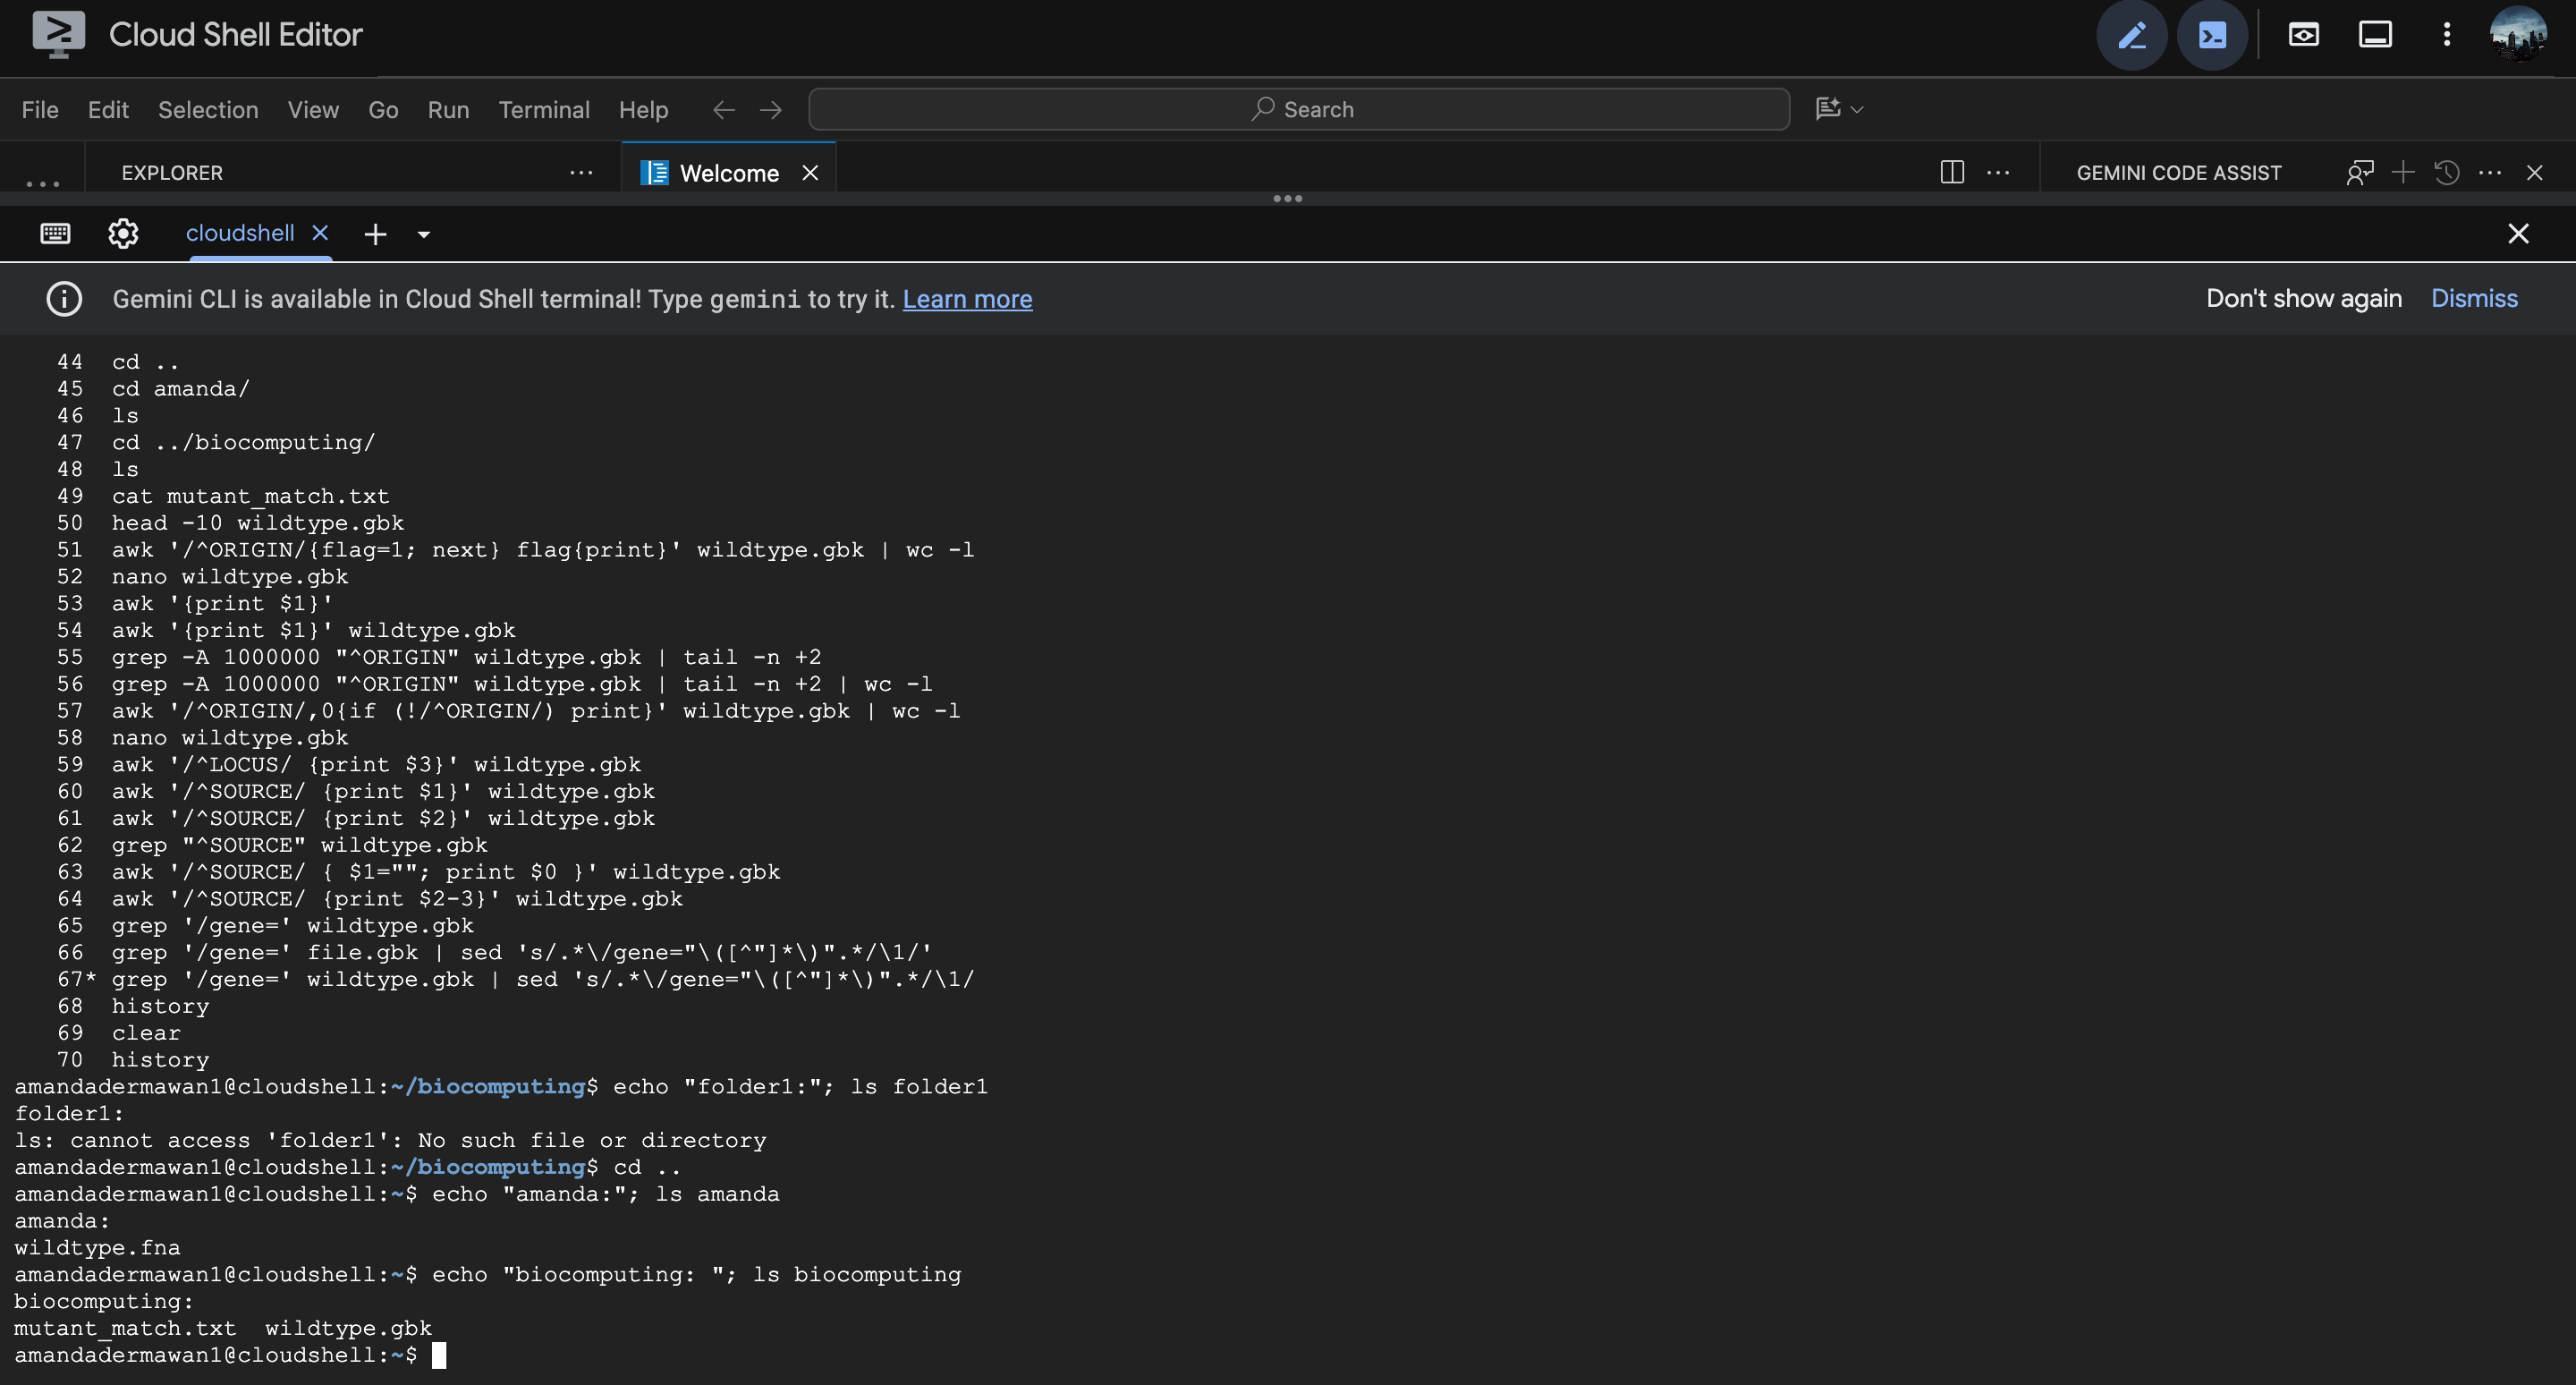 Cloud Shell Editor
File Edit Selection View Go Run Terminal Help Search
EXPLORER Welcome GEMINI CODE ASSIST
cloudshell
Gemini CLI is available in Cloud Shell terminal! Type gemini to try it. Learn more Don't show again Dismiss
44 cd ..
45 cd amanda/
46 ls
47 cd ../biocomputing/
48 ls
49 cat mutant_match.txt
50 head -10 wildtype.gbk
51 awk '/^ORIGIN/{flag=1; next} flag{print}' wildtype.gbk | wc -l
52 nano wildtype.gbk
53 awk '{print $1}'
54 awk '{print $1}' wildtype.gbk
55 grep -A 1000000 "^ORIGIN" wildtype.gbk | tail -n +2
56 grep -A 1000000 "^ORIGIN" wildtype.gbk | tail -n +2 | wc -l
57 awk '/^ORIGIN/,0{if (!/^ORIGIN/) print}' wildtype.gbk | wc -l
58 nano wildtype.gbk
59 awk '/^LOCUS/ {print $3}' wildtype.gbk
60 awk '/^SOURCE/ {print $1}' wildtype.gbk
61 awk '/^SOURCE/ {print $2}' wildtype.gbk
62 grep "^SOURCE" wildtype.gbk
63 awk '/^SOURCE/ { $1=""; print $0 }' wildtype.gbk
64 awk '/^SOURCE/ {print $2-3}' wildtype.gbk
65 grep '/gene=' wildtype.gbk
66 grep '/gene=' file.gbk | sed 's/.*\/gene="\([^"]*\)".*/\1/'
67* grep '/gene=' wildtype.gbk | sed 's/.*\/gene="\([^"]*\)".*/\1/
68 history
69 clear
70 history
amandadermawan1@cloudshell:~/biocomputing$ echo "folder1:"; ls folder1
folder1:
ls: cannot access 'folder1': No such file or directory
amandadermawan1@cloudshell:~/biocomputing$ cd ..
amandadermawan1@cloudshell:~$ echo "amanda:"; ls amanda
amanda:
wildtype.fna
amandadermawan1@cloudshell:~$ echo "biocomputing: "; ls biocomputing
biocomputing:
mutant_match.txt wildtype.gbk
amandadermawan1@cloudshell:~$